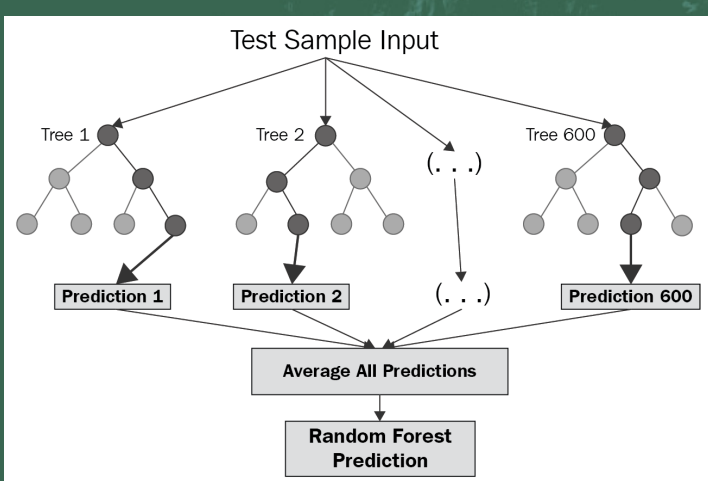 Test Sample Input
Tree 1
Tree 2
(. . .)
Tree 600
Prediction 1
Prediction 2
(. . .)
Prediction 600
Average All Predictions
Random Forest
Prediction